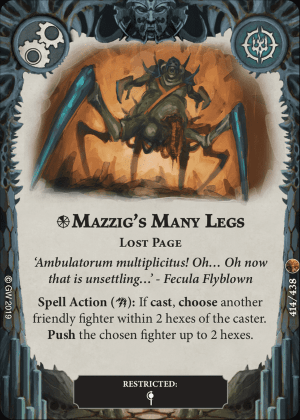 Mazzig's Many Legs
Lost Page
'Ambulatorum multiplicitus! Oh... Oh now
that is unsettling...' - Fecula Flyblown
Spell Action ( ): If cast, choose another
friendly fighter within 2 hexes of the caster.
Push the chosen fighter up to 2 hexes.
RESTRICTED:
© GW 2019
414/438